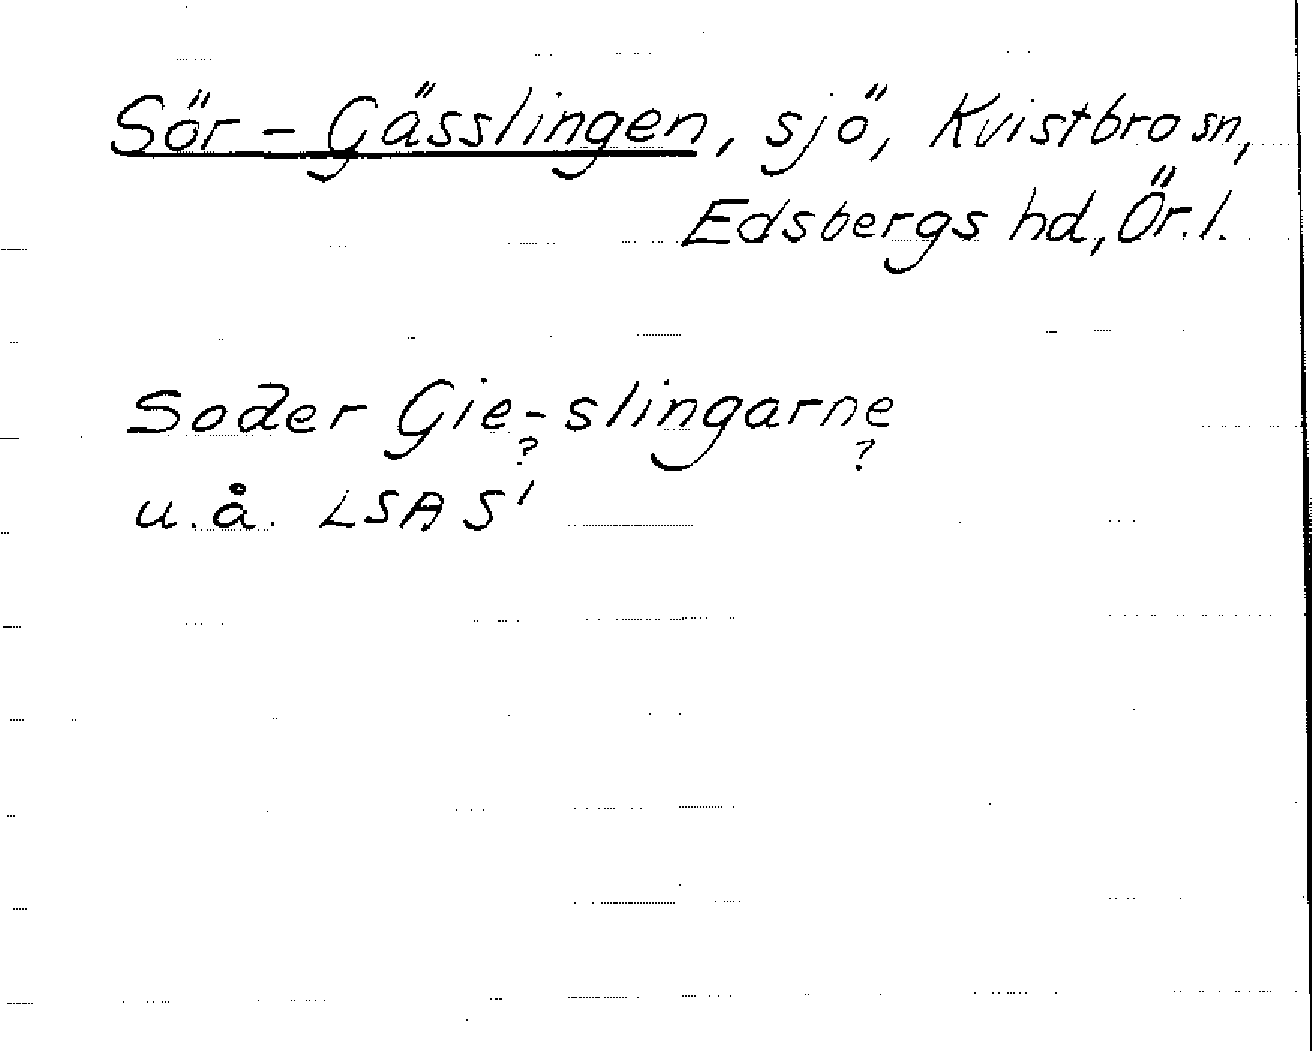 Sör-Gässlingen, sjö, Kvistbro sn,
Edsbergs hd, Ör. l.
Soder Gie-slingarne
? ?
u.å. LSA S'